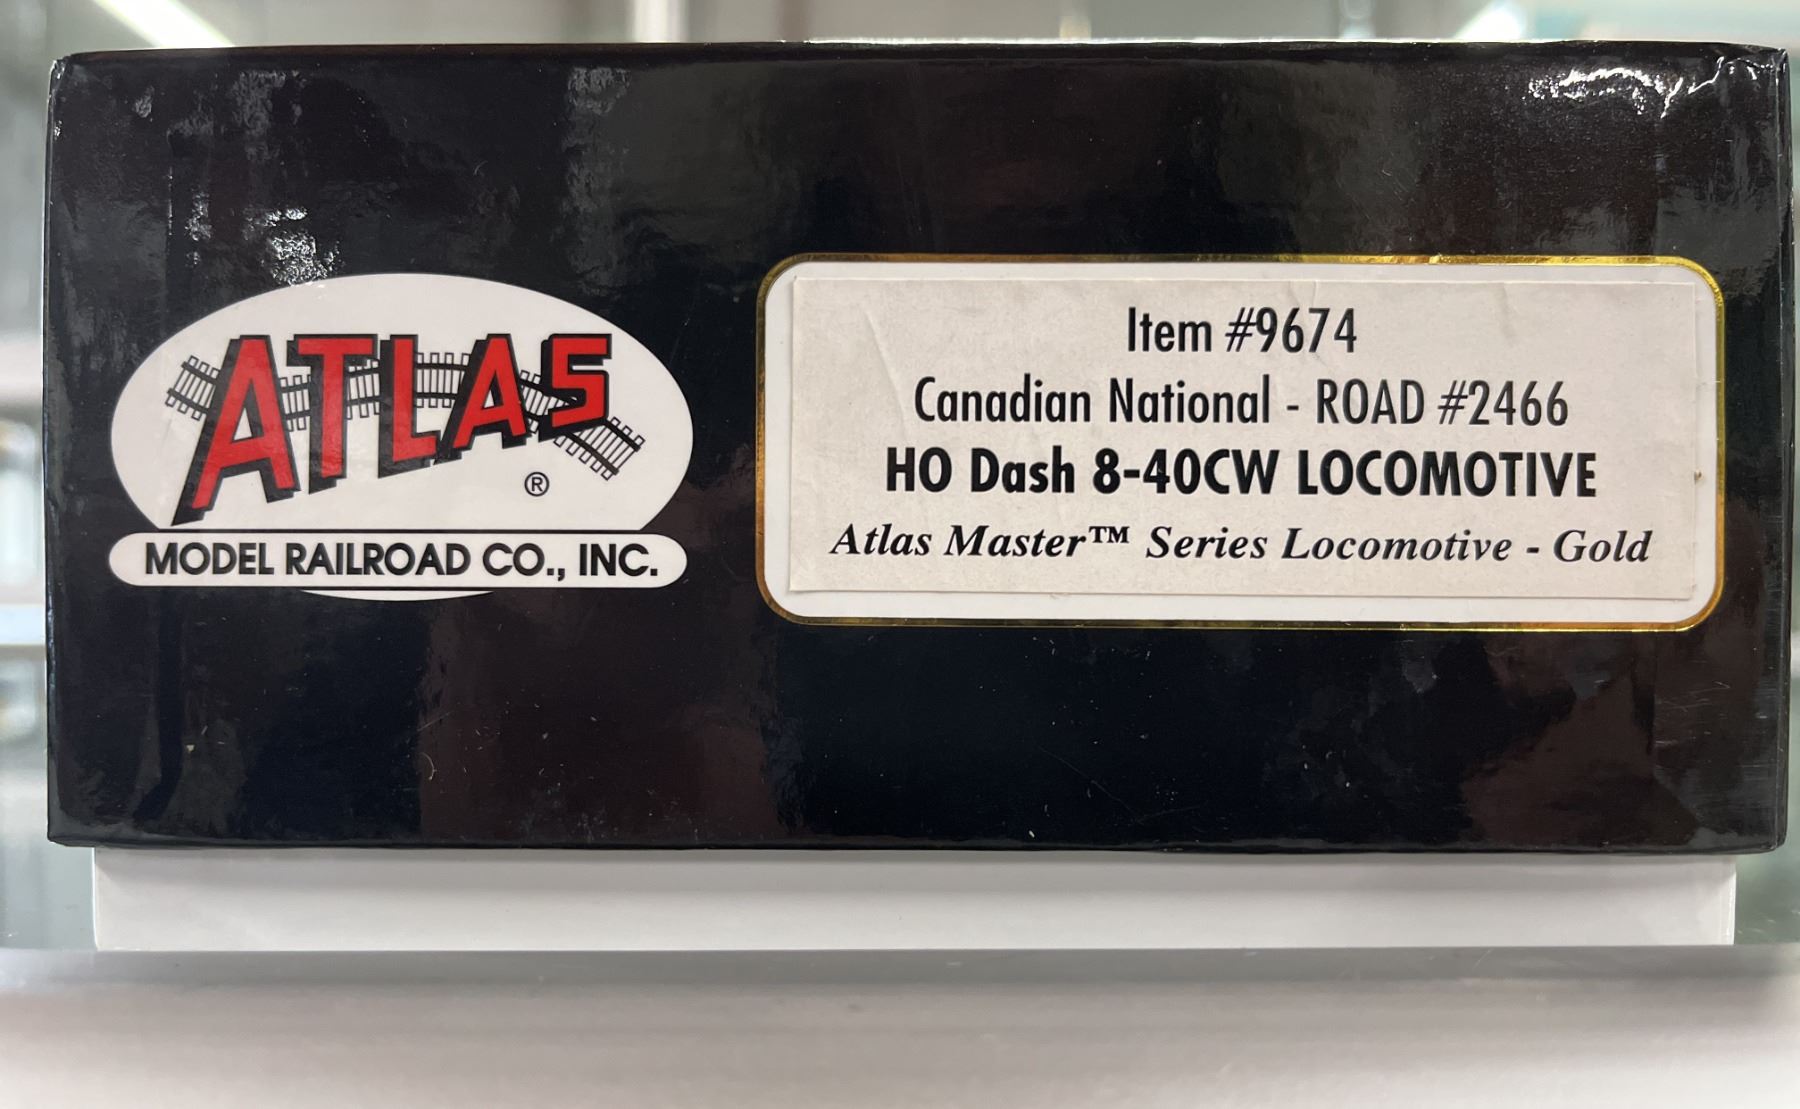 ATLAS
®
MODEL RAILROAD CO., INC.
Item #9674
Canadian National - ROAD #2466
HO Dash 8-40CW LOCOMOTIVE
Atlas Master™ Series Locomotive - Gold